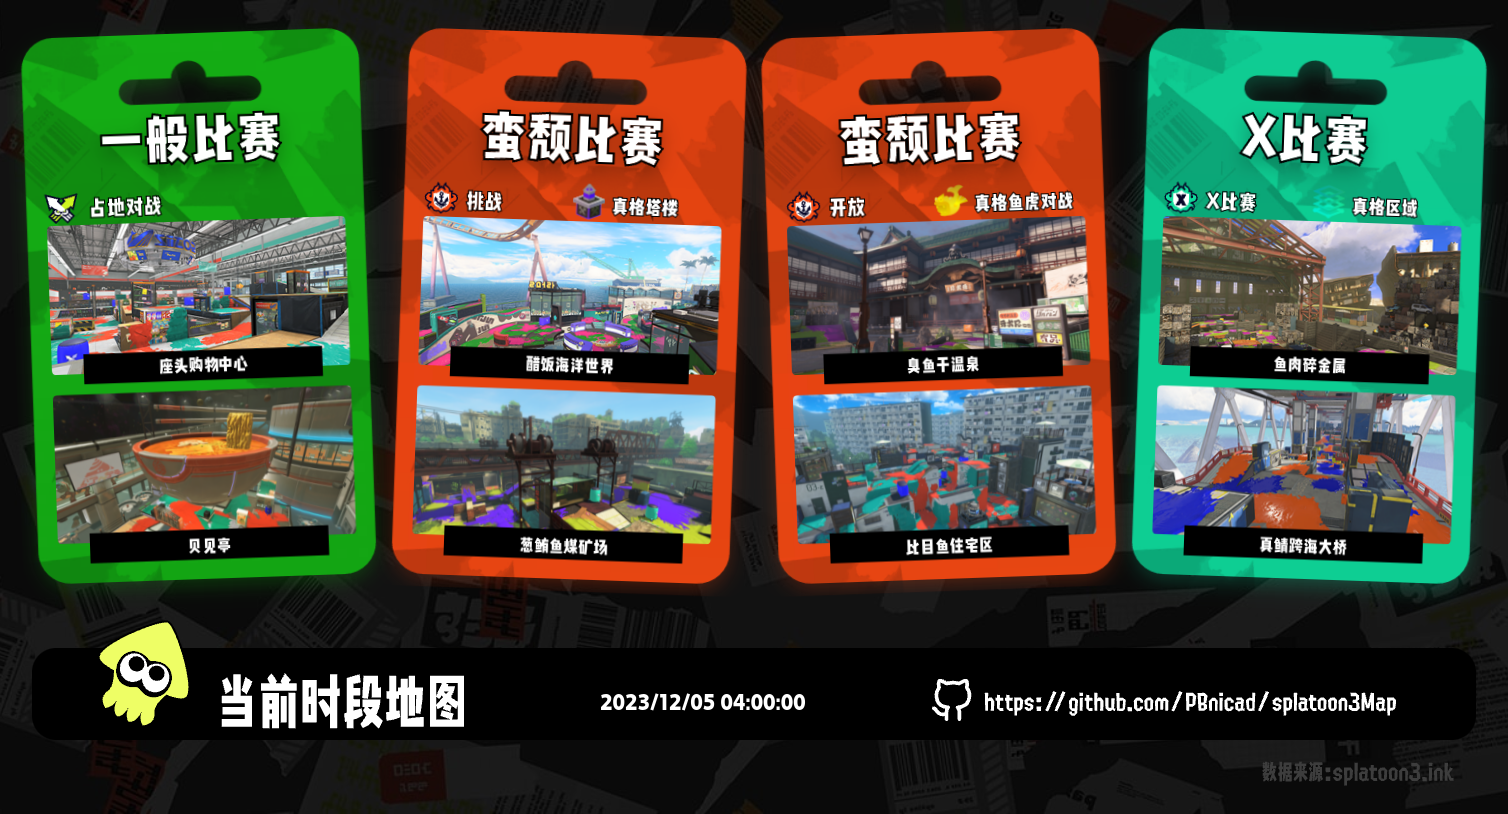 一般比赛
占地对战
座头购物中心
贝见亭
蛮颓比赛
挑战
真格塔楼
醋饭海洋世界
葱鲔鱼煤矿场
蛮颓比赛
开放
真格鱼虎对战
臭鱼干温泉
比目鱼住宅区
X比赛
X比赛
真格区域
鱼肉碎金属
真鲭跨海大桥
当前时段地图
2023/12/05 04:00:00
https://github.com/PBnicad/splatoon3Map
数据来源:splatoon3.ink